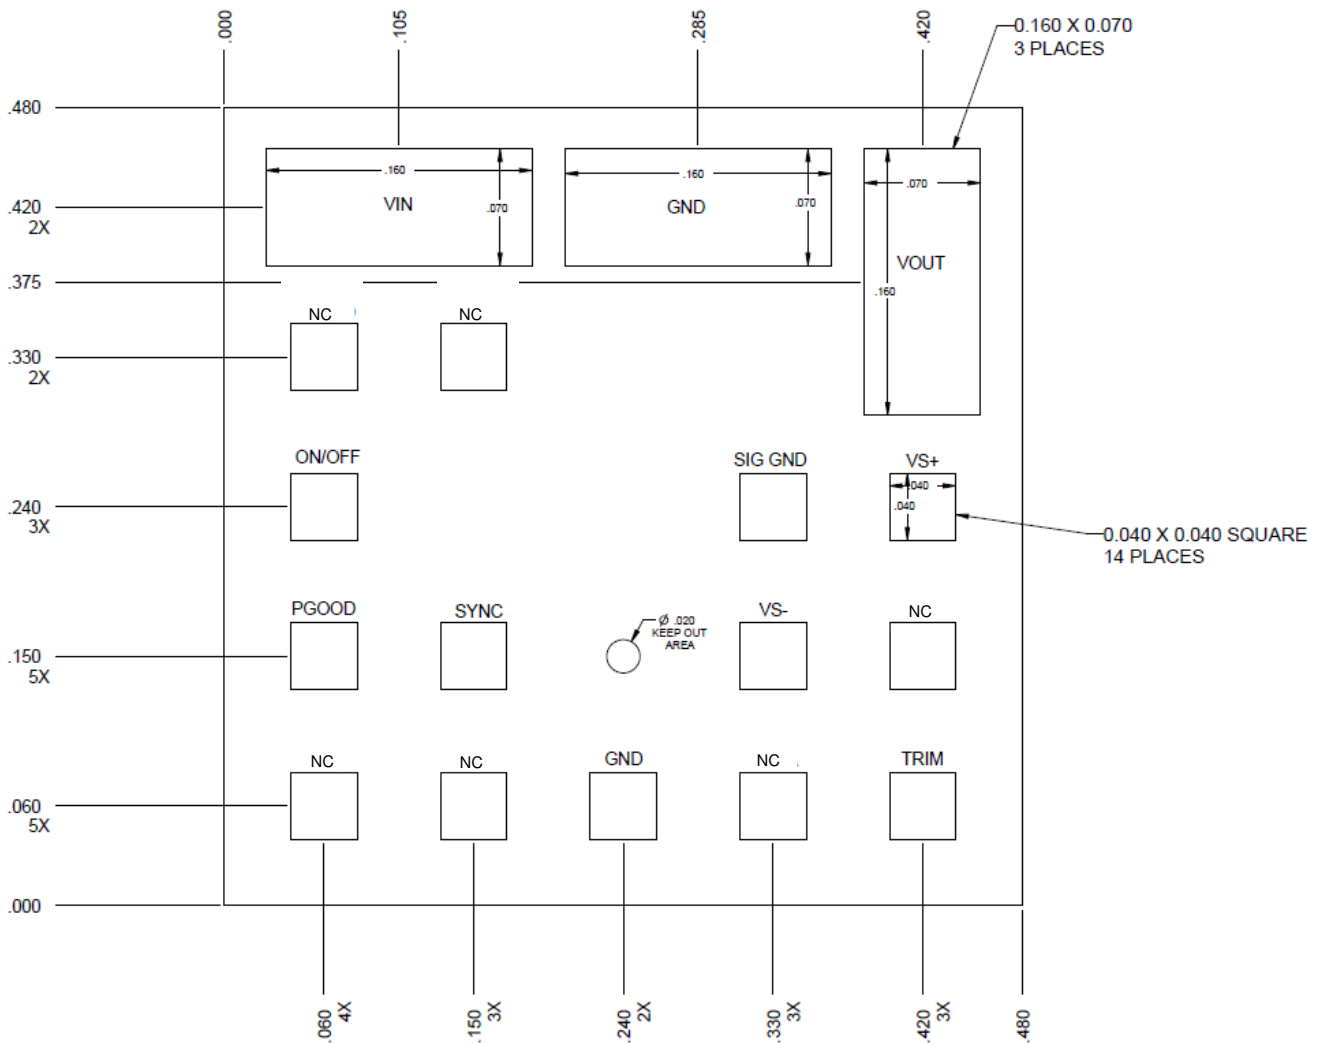 .000
.105
.285
.420
0.160 X 0.070
3 PLACES
.480
.160
.160
.070
VIN
.070
GND
.070
.420
2X
VOUT
.375
.160
NC
NC
.330
2X
ON/OFF
SIG GND
VS+
.040
.040
.240
3X
0.040 X 0.040 SQUARE
14 PLACES
PGOOD
SYNC
VS-
NC
Ø .020
KEEP OUT
AREA
.150
5X
NC
NC
GND
NC
TRIM
.060
5X
.000
.060
4X
.150
3X
.240
2X
.330
3X
.420
3X
.480